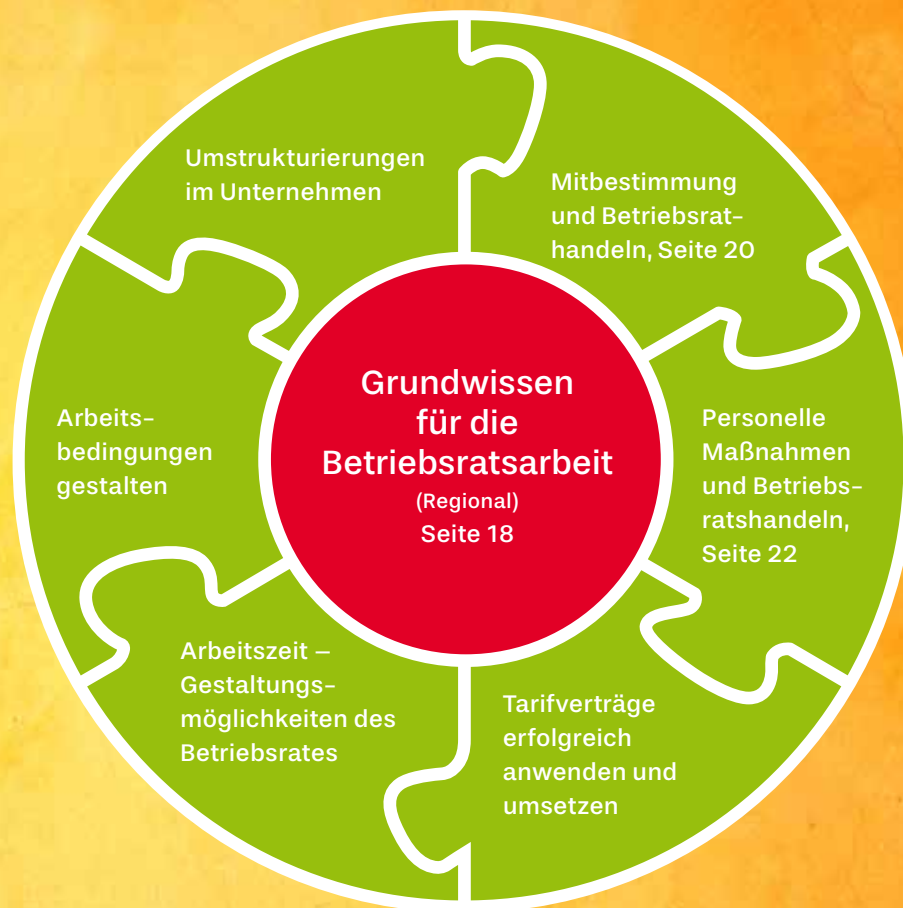 Umstrukturierungen
im Unternehmen
Mitbestimmung
und Betriebsrat-
handeln, Seite 20
Grundwissen
für die
Betriebsratsarbeit
(Regional)
Seite 18
Arbeits-
bedingungen
gestalten
Personelle
Maßnahmen
und Betriebs-
ratshandeln,
Seite 22
Arbeitszeit –
Gestaltungs-
möglichkeiten des
Betriebsrates
Tarifverträge
erfolgreich
anwenden und
umsetzen